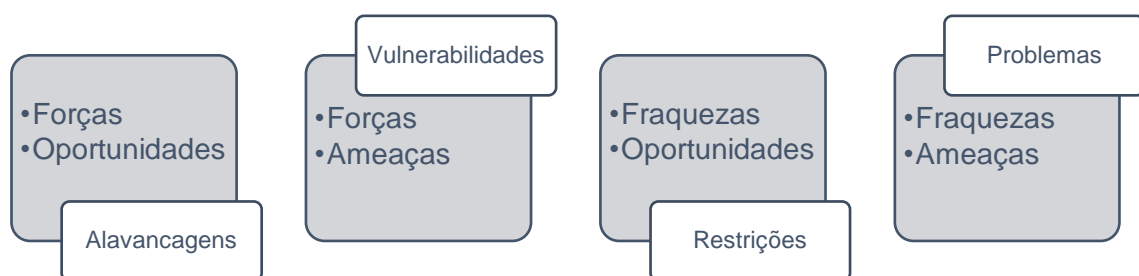 •Forças
•Oportunidades
Alavancagens
Vulnerabilidades
•Forças
•Ameaças
•Fraquezas
•Oportunidades
Restrições
Problemas
•Fraquezas
•Ameaças